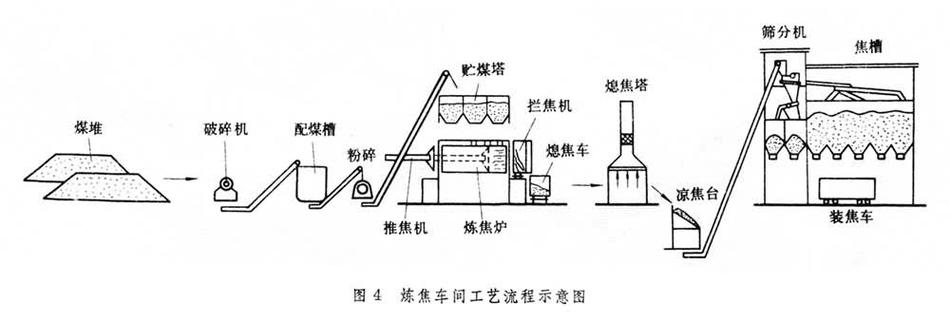 煤堆
破碎机
配煤槽
粉碎
贮煤塔
拦焦机
熄焦车
推焦机
炼焦炉
熄焦塔
凉焦台
筛分机
焦槽
装焦车
图4 炼焦车间工艺流程示意图